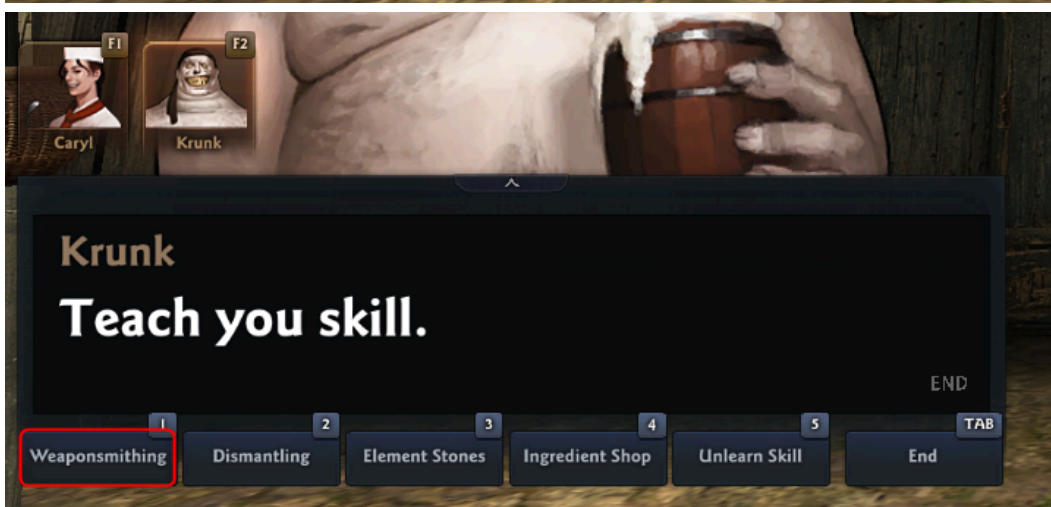 F1
F2
Caryl
Krunk
Krunk
Teach you skill.
END
1
2
3
4
5
TAB
Weaponsmithing
Dismantling
Element Stones
Ingredient Shop
Unlearn Skill
End